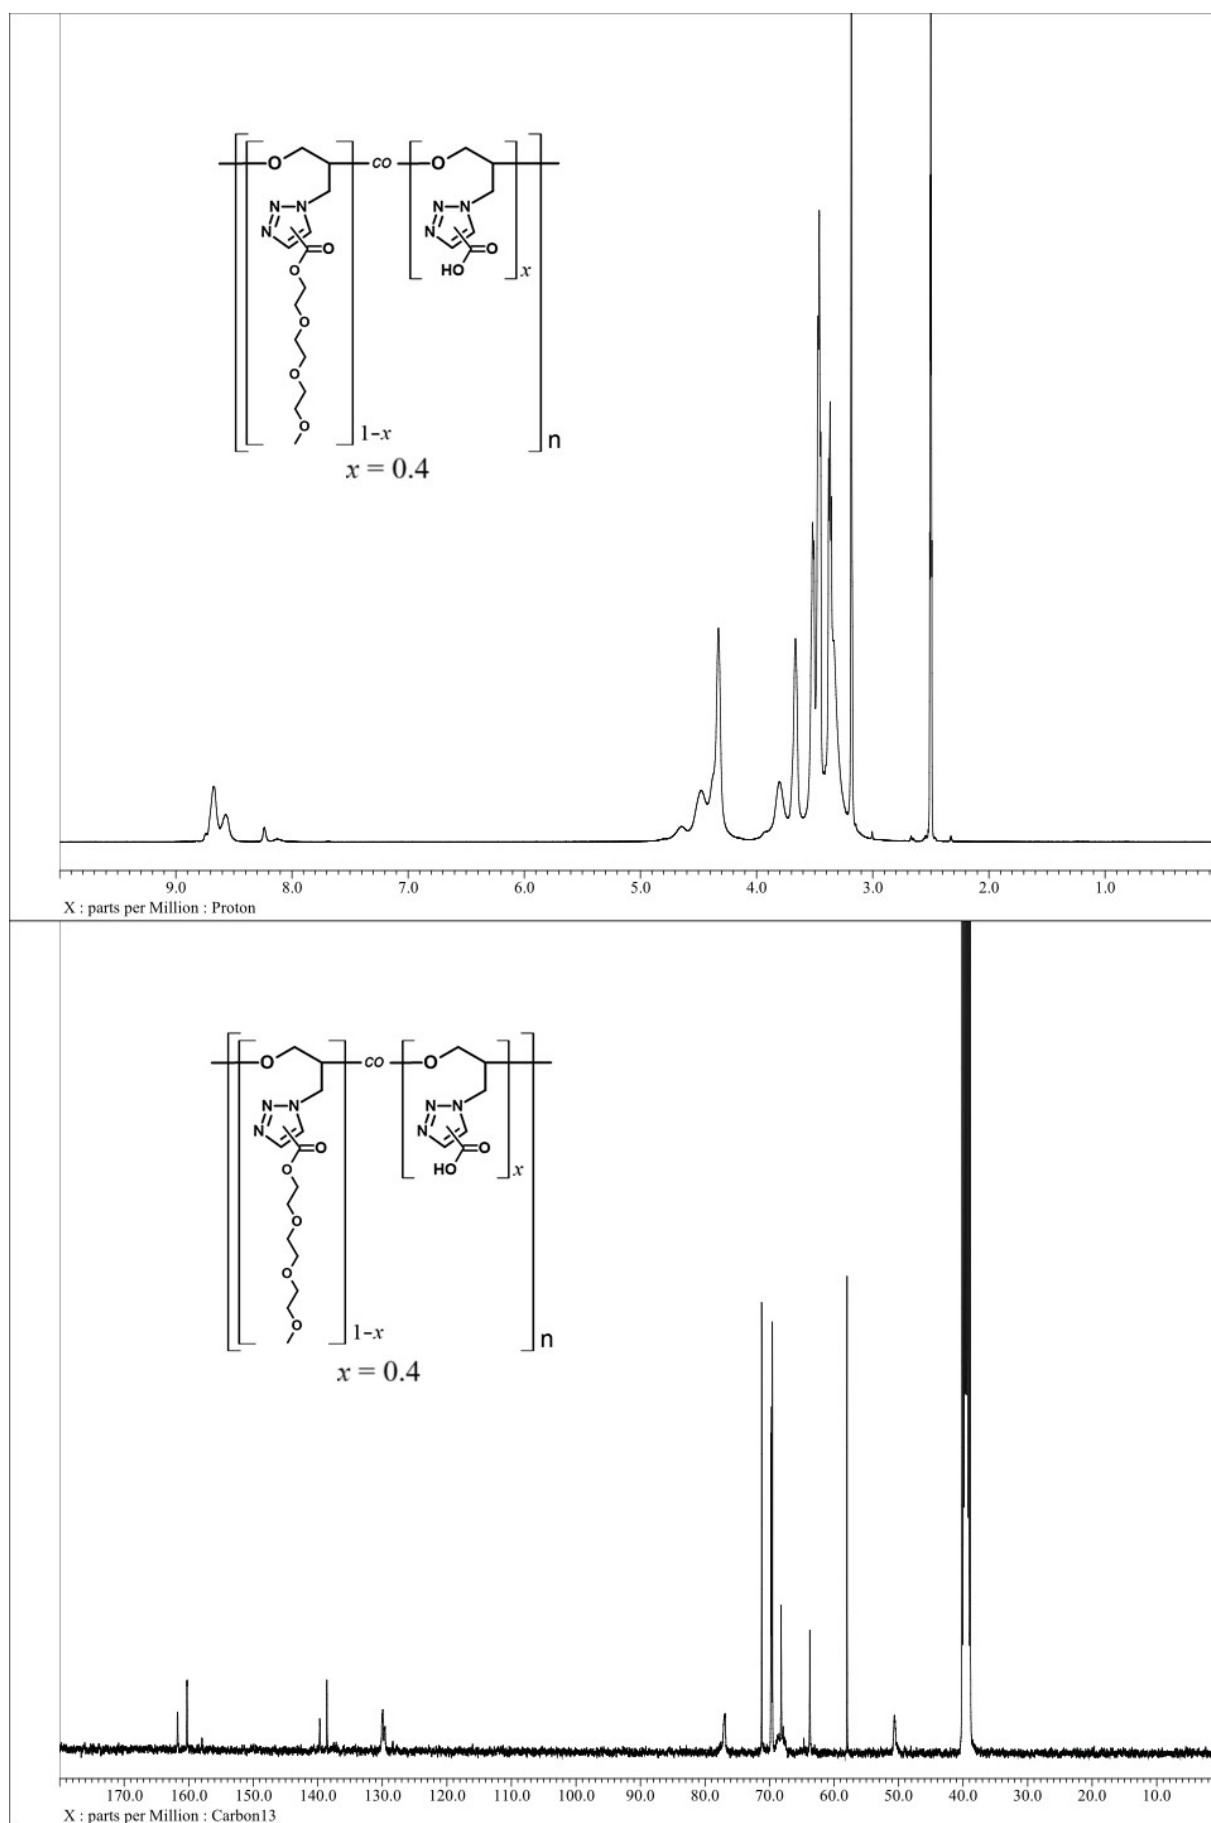 O co O
N N N N
N N
O O
O HO x
O
O
O
1-x n
x = 0.4
9.0 8.0 7.0 6.0 5.0 4.0 3.0 2.0 1.0
X : parts per Million : Proton
O co O
N N N N
N N
O O
O HO x
O
O
O
1-x n
x = 0.4
170.0 160.0 150.0 140.0 130.0 120.0 110.0 100.0 90.0 80.0 70.0 60.0 50.0 40.0 30.0 20.0 10.0
X : parts per Million : Carbon13